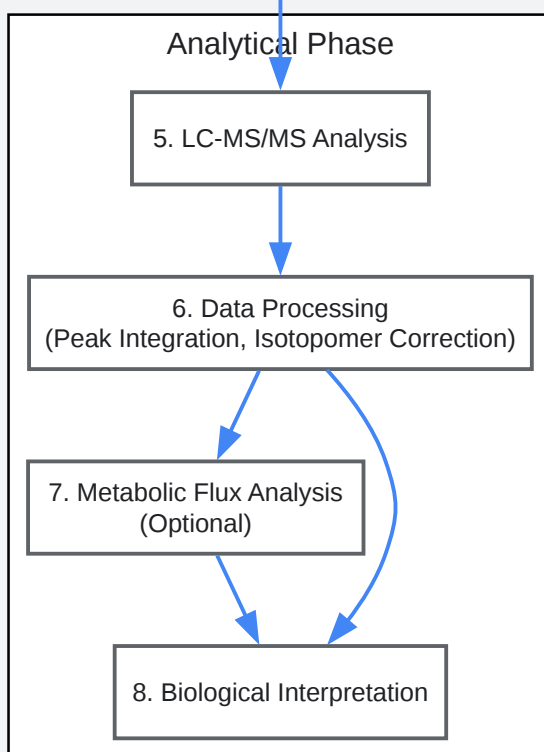 Analytical Phase
5. LC-MS/MS Analysis
6. Data Processing
(Peak Integration, Isotopomer Correction)
7. Metabolic Flux Analysis
(Optional)
8. Biological Interpretation